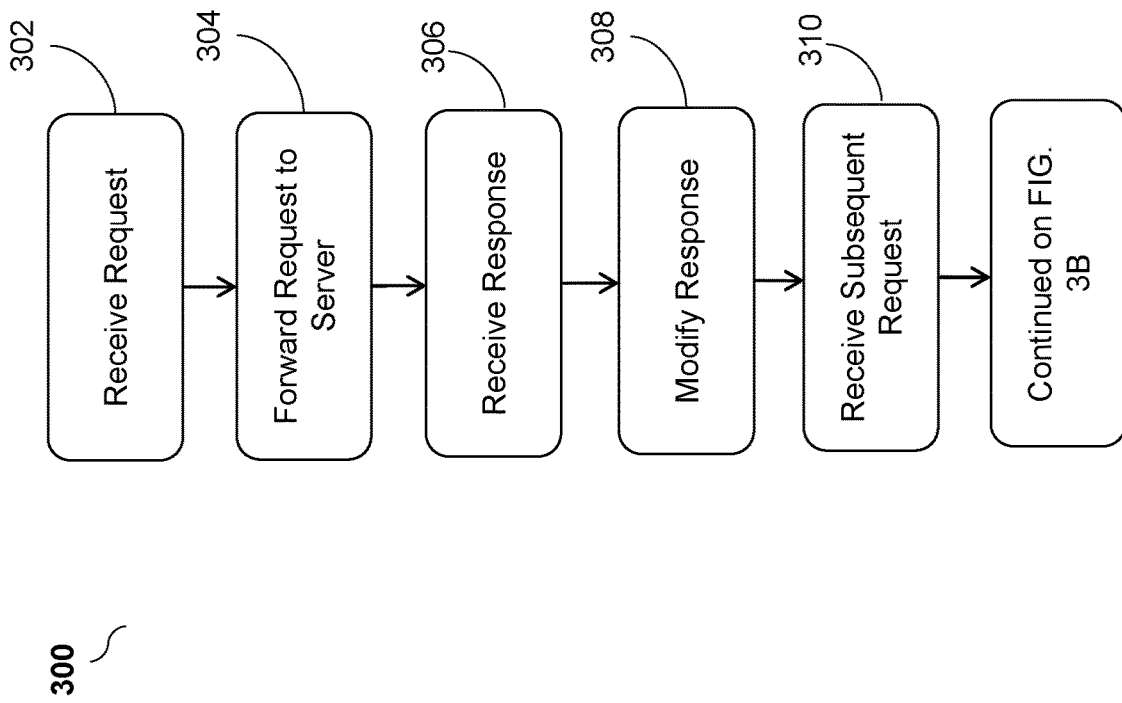 300
302
Receive Request
304
Forward Request to
Server
306
Receive Response
308
Modify Response
310
Receive Subsequent
Request
Continued on FIG.
3B